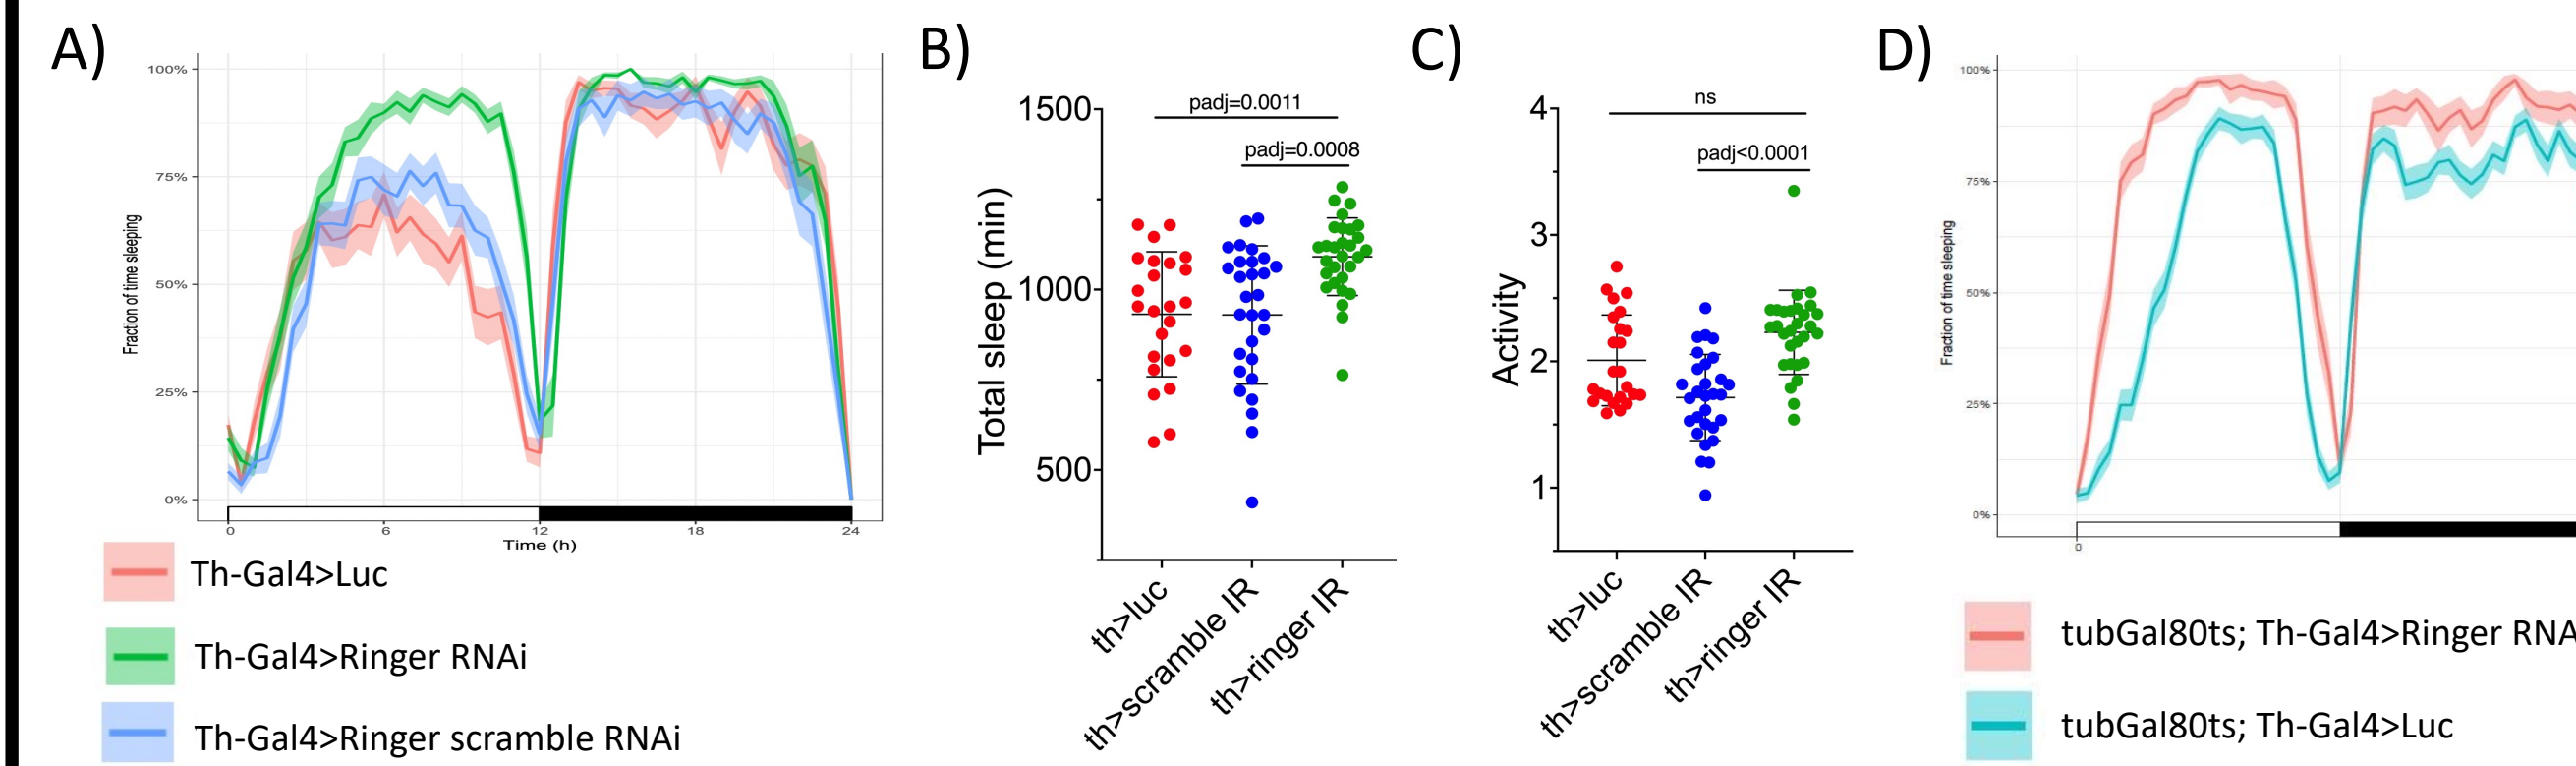 A)
100%
75%
50%
25%
0%
Fraction of time sleeping
0 6 12 18 24
Time (h)
Th-Gal4>Luc
Th-Gal4>Ringer RNAi
Th-Gal4>Ringer scramble RNAi
B)
padj=0.0011
padj=0.0008
1500
1000
500
Total sleep (min)
th>luc
th>scramble IR
th>ringer IR
C)
ns
padj<0.0001
4
3
2
1
Activity
th>luc
th>scramble IR
th>ringer IR
D)
100%
75%
50%
25%
0%
Fraction of time sleeping
0
tubGal80ts; Th-Gal4>Ringer RNA
tubGal80ts; Th-Gal4>Luc